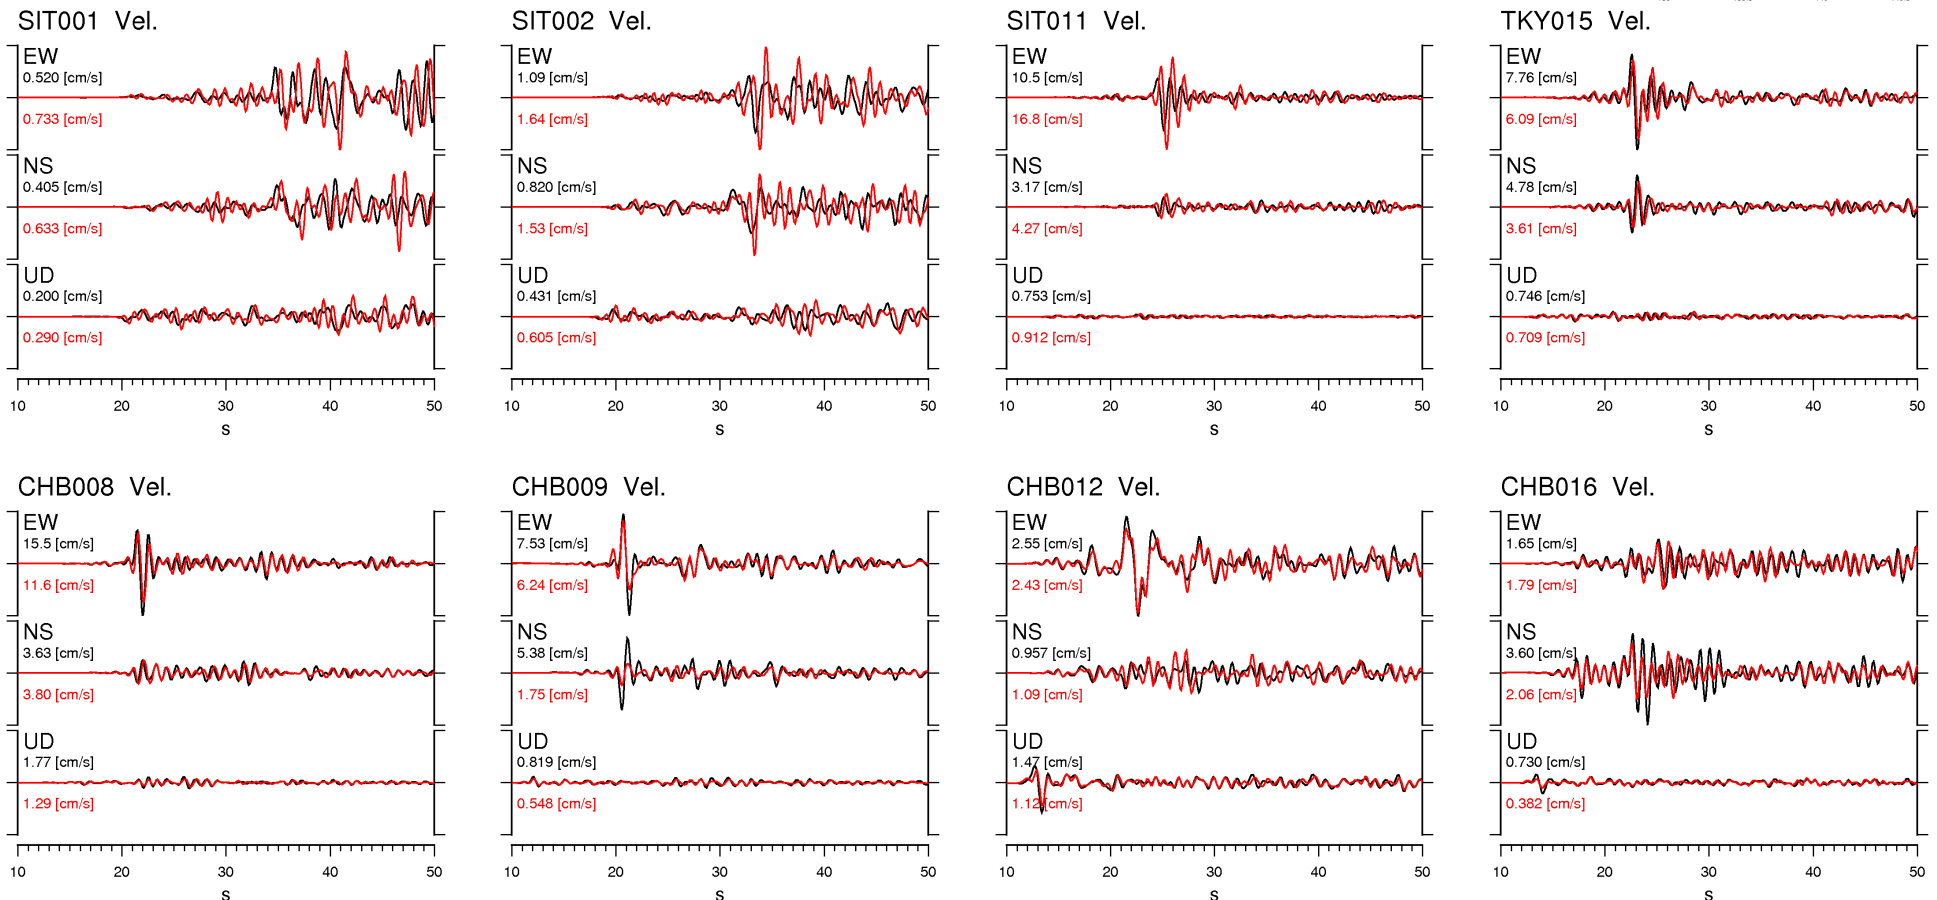 SIT001 Vel.
EW
0.520 [cm/s]
0.733 [cm/s]
NS
0.405 [cm/s]
0.633 [cm/s]
UD
0.200 [cm/s]
0.290 [cm/s]
10 20 30 40 50
s
SIT002 Vel.
EW
1.09 [cm/s]
1.64 [cm/s]
NS
0.820 [cm/s]
1.53 [cm/s]
UD
0.431 [cm/s]
0.605 [cm/s]
10 20 30 40 50
s
SIT011 Vel.
EW
10.5 [cm/s]
16.8 [cm/s]
NS
3.17 [cm/s]
4.27 [cm/s]
UD
0.753 [cm/s]
0.912 [cm/s]
10 20 30 40 50
s
TKY015 Vel.
EW
7.76 [cm/s]
6.09 [cm/s]
NS
4.78 [cm/s]
3.61 [cm/s]
UD
0.746 [cm/s]
0.709 [cm/s]
10 20 30 40 50
s
CHB008 Vel.
EW
15.5 [cm/s]
11.6 [cm/s]
NS
3.63 [cm/s]
3.80 [cm/s]
UD
1.77 [cm/s]
1.29 [cm/s]
10 20 30 40 50
s
CHB009 Vel.
EW
7.53 [cm/s]
6.24 [cm/s]
NS
5.38 [cm/s]
1.75 [cm/s]
UD
0.819 [cm/s]
0.548 [cm/s]
10 20 30 40 50
s
CHB012 Vel.
EW
2.55 [cm/s]
2.43 [cm/s]
NS
0.957 [cm/s]
1.09 [cm/s]
UD
1.47 [cm/s]
1.12 [cm/s]
10 20 30 40 50
s
CHB016 Vel.
EW
1.65 [cm/s]
1.79 [cm/s]
NS
3.60 [cm/s]
2.06 [cm/s]
UD
0.730 [cm/s]
0.382 [cm/s]
10 20 30 40 50
s